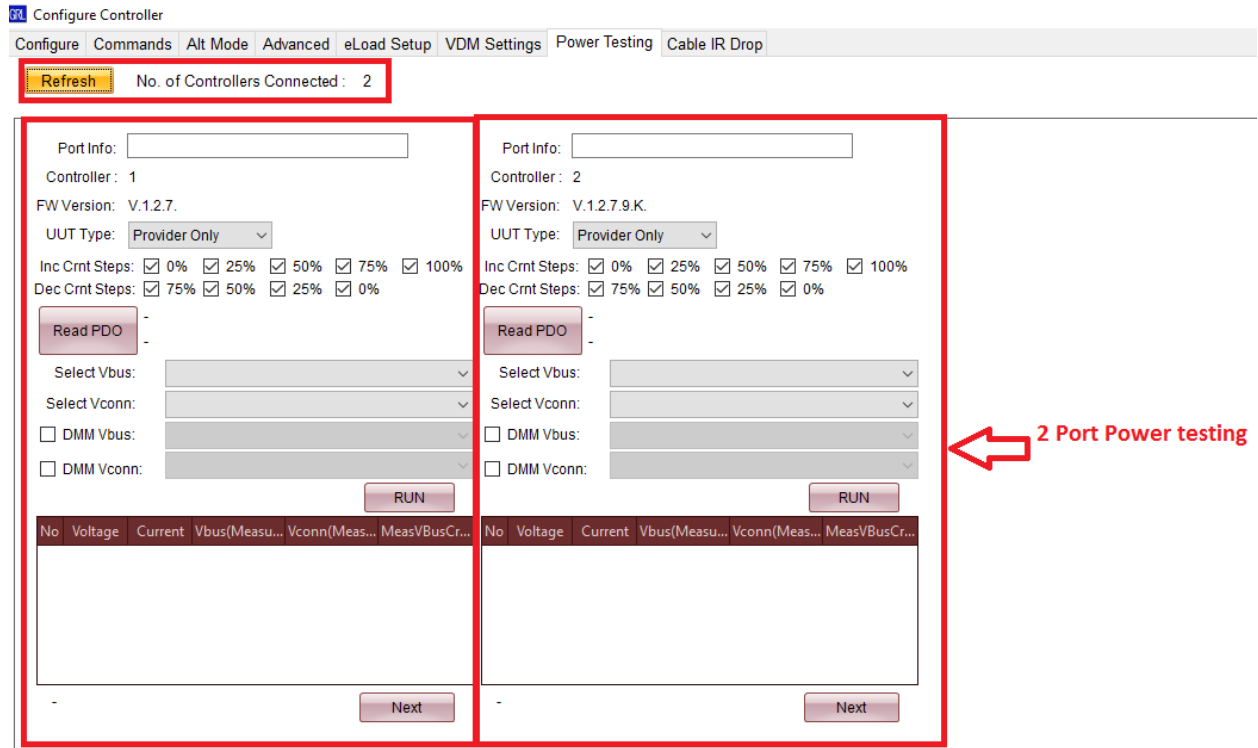 GRL Configure Controller
Configure Commands Alt Mode Advanced eLoad Setup VDM Settings Power Testing Cable IR Drop
Refresh No. of Controllers Connected : 2
Port Info:
Controller : 1
FW Version: V.1.2.7.
UUT Type: Provider Only
Inc Crnt Steps: 0% 25% 50% 75% 100%
Dec Crnt Steps: 75% 50% 25% 0%
Read PDO -
-
Select Vbus:
Select Vconn:
DMM Vbus:
DMM Vconn:
RUN
No Voltage Current Vbus(Measu... Vconn(Meas... MeasVBusCr...
- Next
Port Info:
Controller : 2
FW Version: V.1.2.7.9.K.
UUT Type: Provider Only
Inc Crnt Steps: 0% 25% 50% 75% 100%
Dec Crnt Steps: 75% 50% 25% 0%
Read PDO -
-
Select Vbus:
Select Vconn:
DMM Vbus:
DMM Vconn:
RUN
No Voltage Current Vbus(Measu... Vconn(Meas... MeasVBusCr...
- Next
2 Port Power testing